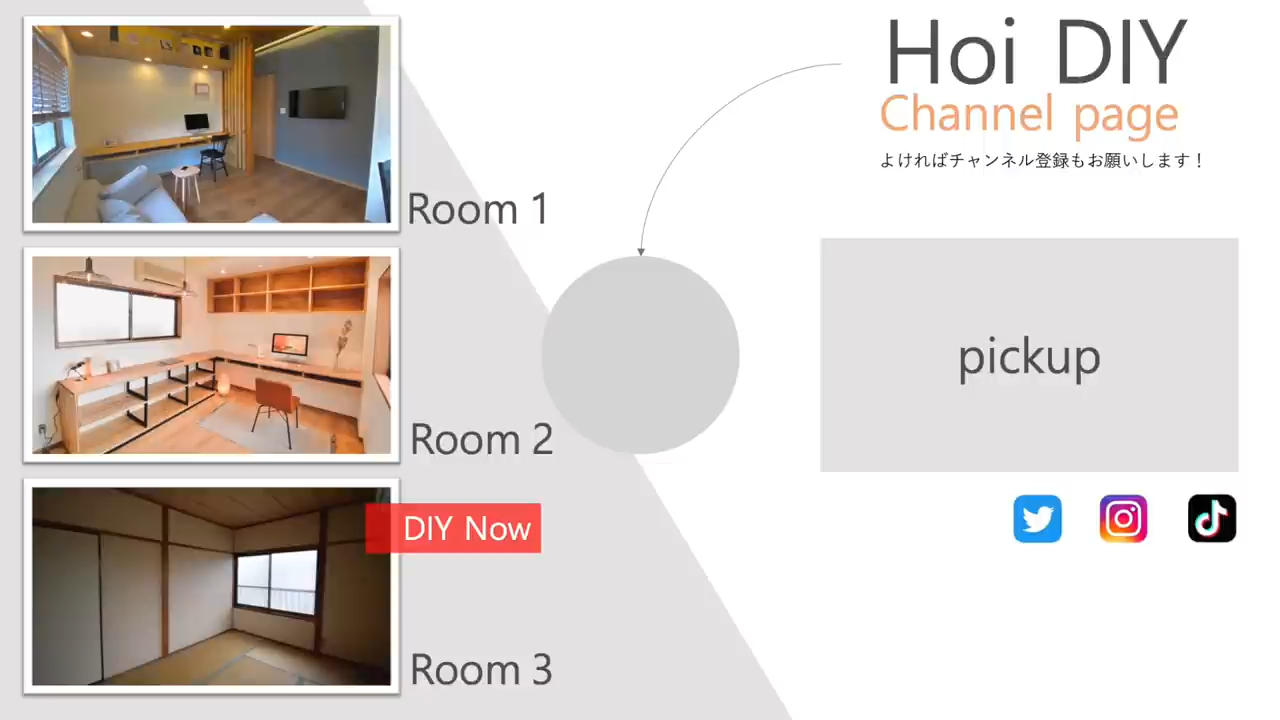 Hoi DIY
Channel page
よければチャンネル登録もお願いします！
Room 1
Room 2
DIY Now
Room 3
pickup